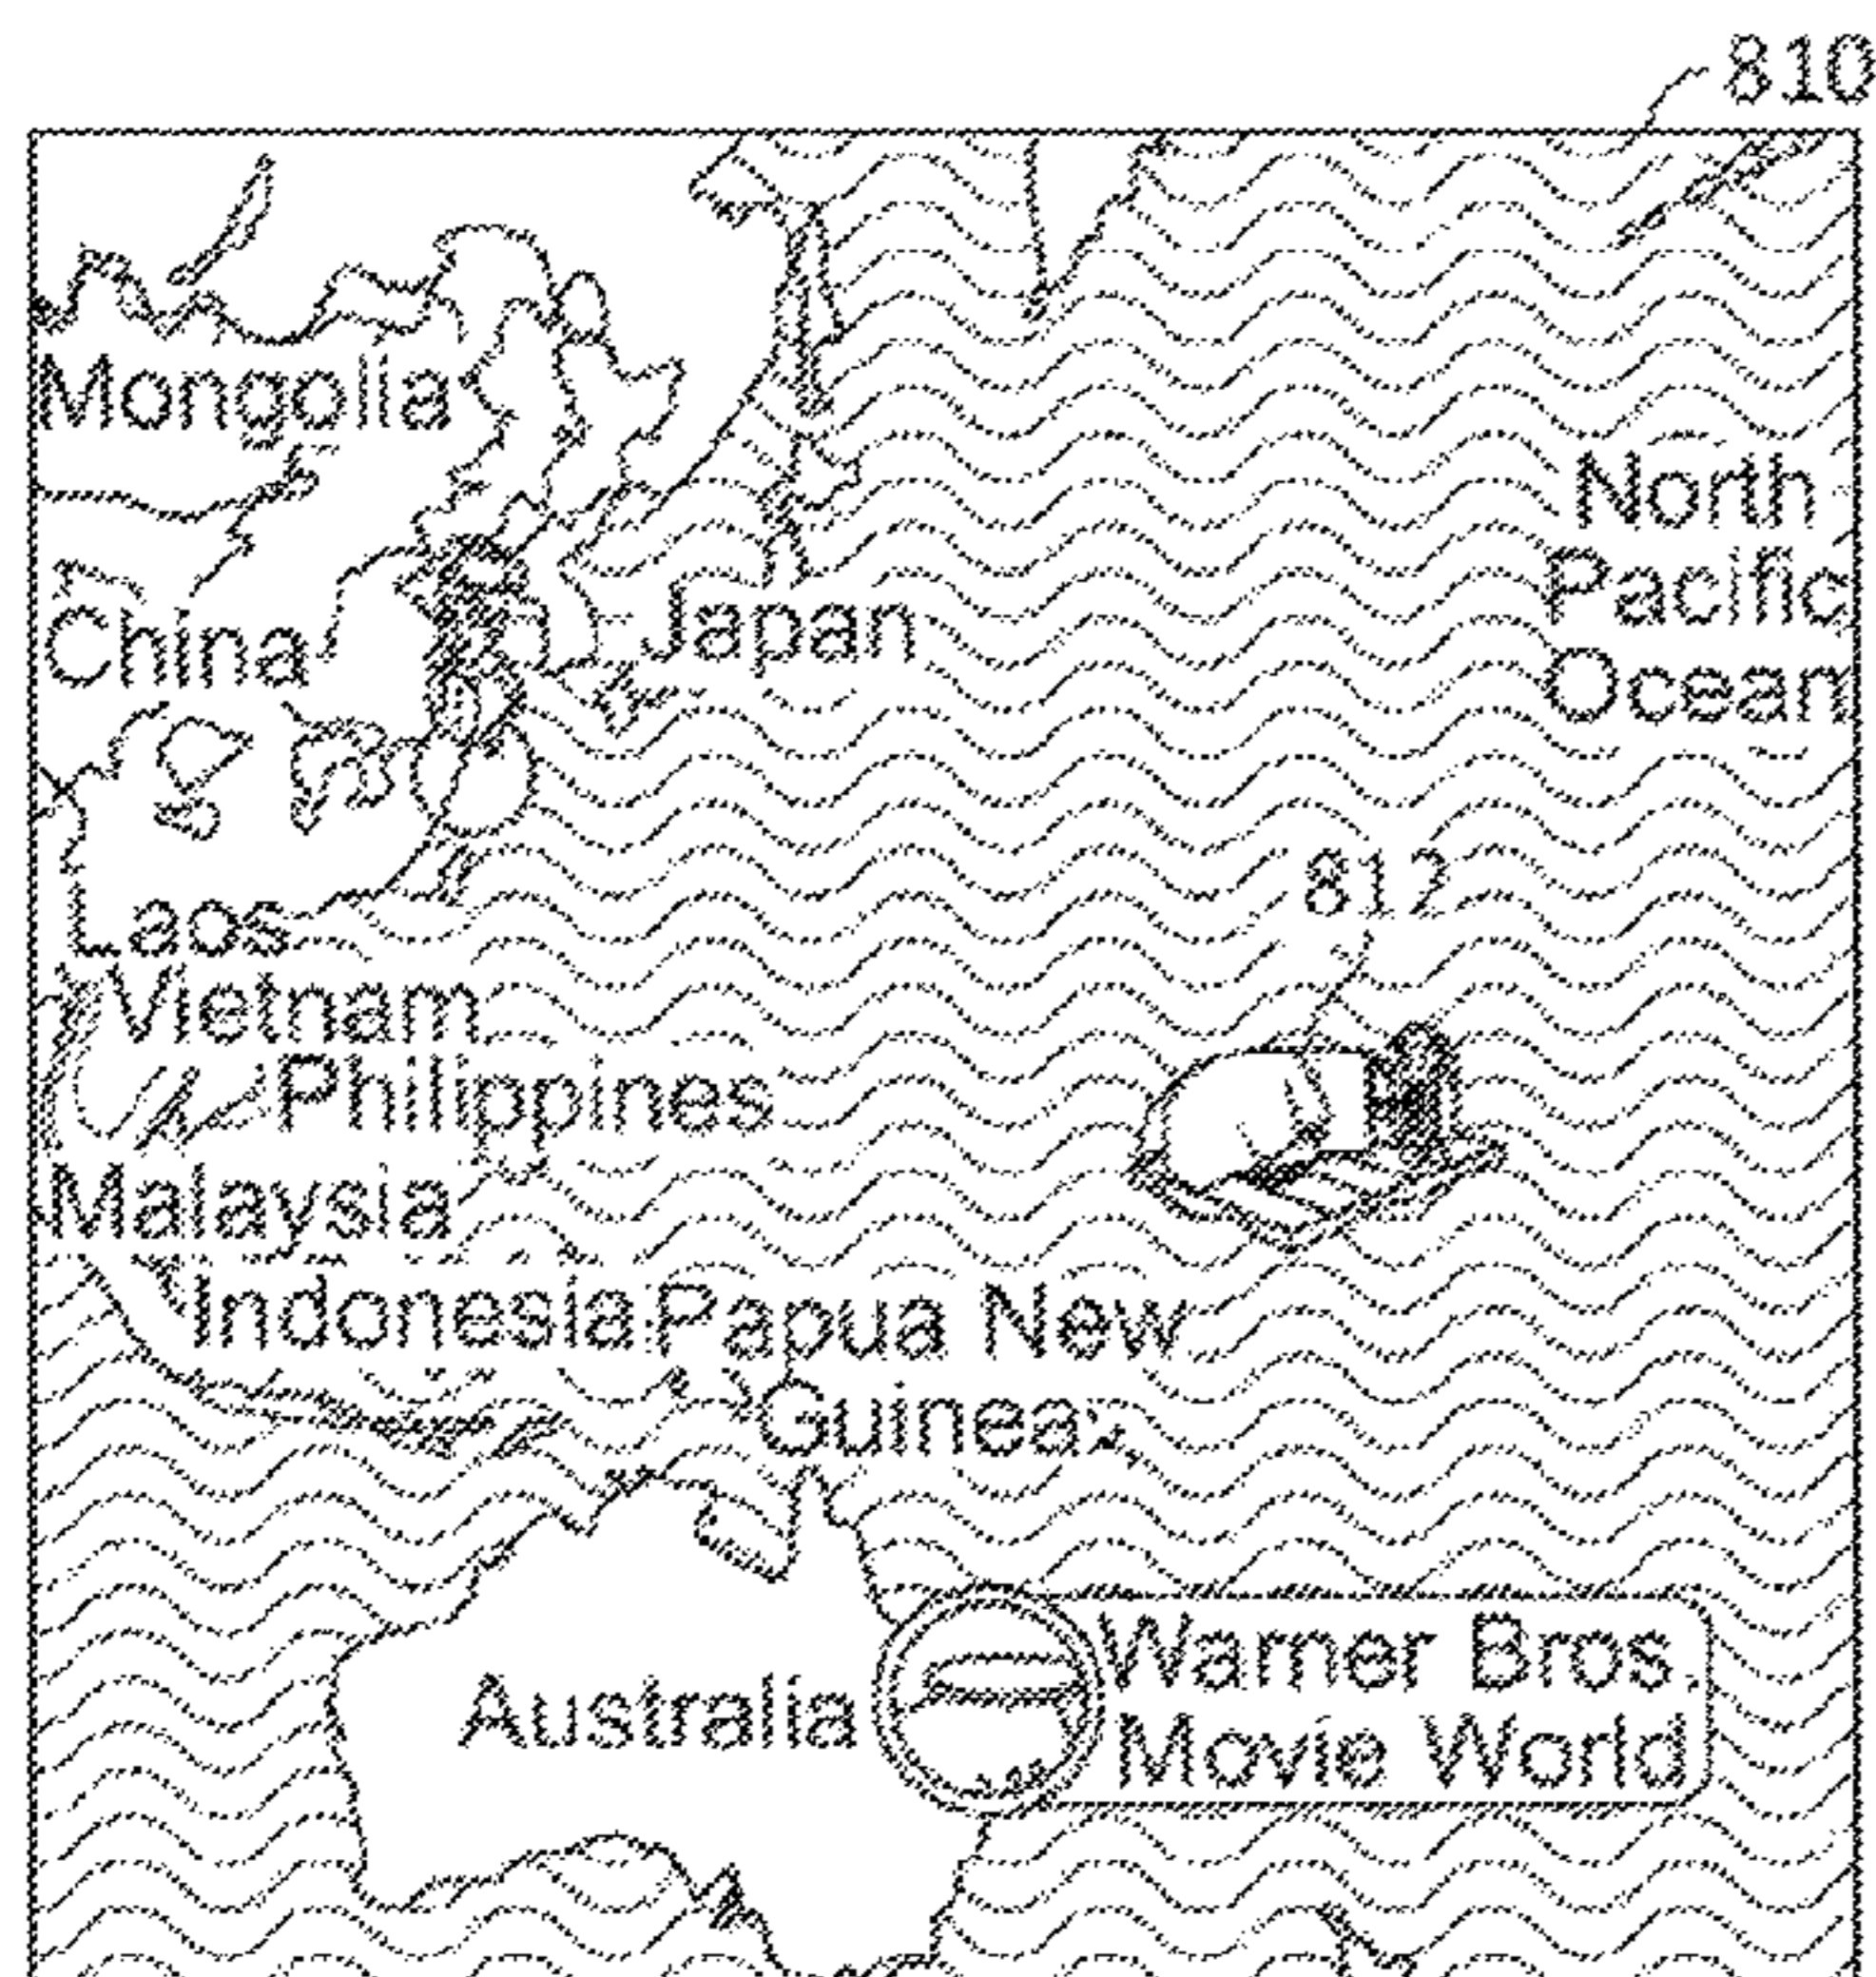 810
Mongolia
North
Pacific
Ocean
China
Japan
812
Laos
Vietnam
Philippines
Malaysia
Indonesia
Papua New
Guinea
Australia
Warner Bros.
Movie World